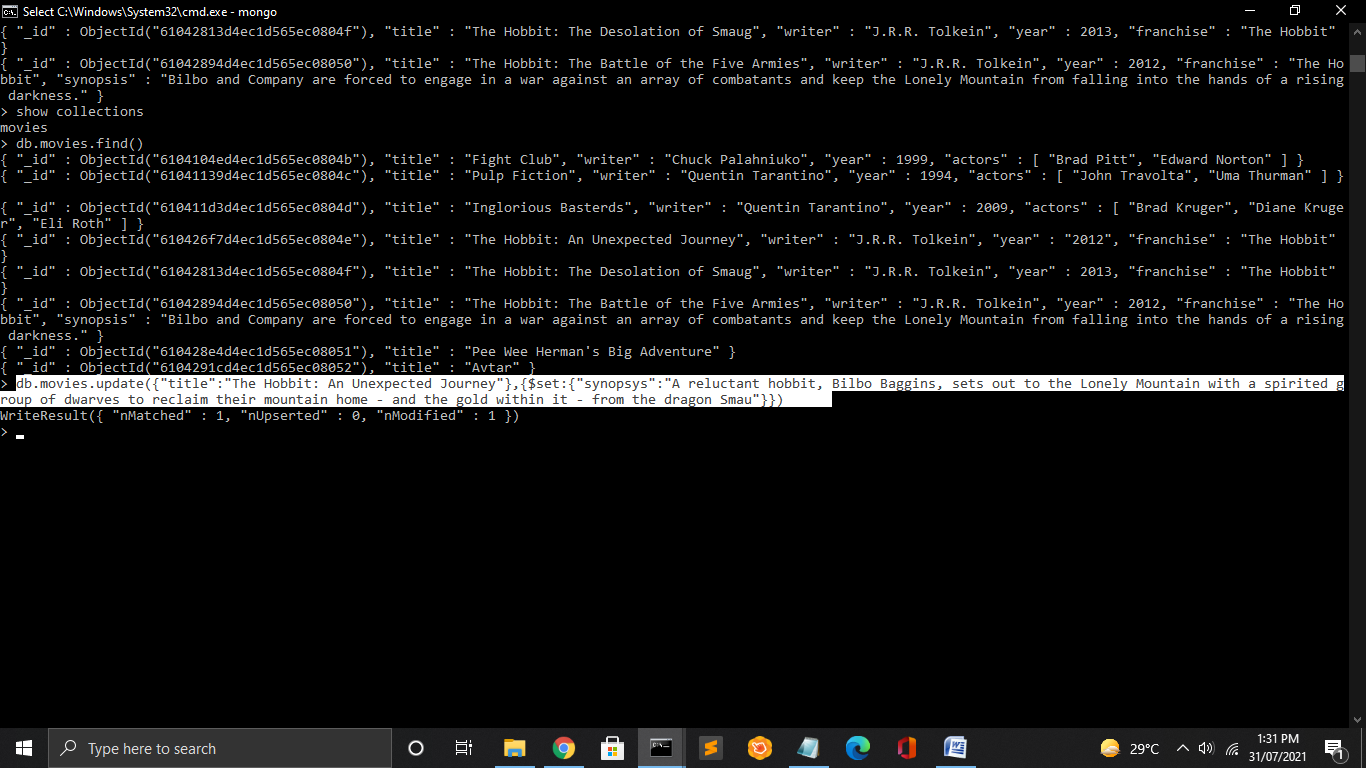 Select C:\Windows\System32\cmd.exe - mongo
{ "_id" : ObjectId("61042813d4ec1d565ec0804f"), "title" : "The Hobbit: The Desolation of Smaug", "writer" : "J.R.R. Tolkein", "year" : 2013, "franchise" : "The Hobbit"
}
{ "_id" : ObjectId("61042894d4ec1d565ec08050"), "title" : "The Hobbit: The Battle of the Five Armies", "writer" : "J.R.R. Tolkein", "year" : 2012, "franchise" : "The Ho
bbit", "synopsis" : "Bilbo and Company are forced to engage in a war against an array of combatants and keep the Lonely Mountain from falling into the hands of a rising
darkness." }
> show collections
movies
> db.movies.find()
{ "_id" : ObjectId("6104104ed4ec1d565ec0804b"), "title" : "Fight Club", "writer" : "Chuck Palahniuko", "year" : 1999, "actors" : [ "Brad Pitt", "Edward Norton" ] }
{ "_id" : ObjectId("61041139d4ec1d565ec0804c"), "title" : "Pulp Fiction", "writer" : "Quentin Tarantino", "year" : 1994, "actors" : [ "John Travolta", "Uma Thurman" ] }
{ "_id" : ObjectId("610411d3d4ec1d565ec0804d"), "title" : "Inglorious Basterds", "writer" : "Quentin Tarantino", "year" : 2009, "actors" : [ "Brad Kruger", "Diane Kruge
r", "Eli Roth" ] }
{ "_id" : ObjectId("610426f7d4ec1d565ec0804e"), "title" : "The Hobbit: An Unexpected Journey", "writer" : "J.R.R. Tolkein", "year" : "2012", "franchise" : "The Hobbit"
}
{ "_id" : ObjectId("61042813d4ec1d565ec0804f"), "title" : "The Hobbit: The Desolation of Smaug", "writer" : "J.R.R. Tolkein", "year" : 2013, "franchise" : "The Hobbit"
}
{ "_id" : ObjectId("61042894d4ec1d565ec08050"), "title" : "The Hobbit: The Battle of the Five Armies", "writer" : "J.R.R. Tolkein", "year" : 2012, "franchise" : "The Ho
bbit", "synopsis" : "Bilbo and Company are forced to engage in a war against an array of combatants and keep the Lonely Mountain from falling into the hands of a rising
darkness." }
{ "_id" : ObjectId("610428e4d4ec1d565ec08051"), "title" : "Pee Wee Herman's Big Adventure" }
{ "_id" : ObjectId("6104291cd4ec1d565ec08052"), "title" : "Avtar" }
> db.movies.update({"title":"The Hobbit: An Unexpected Journey"},{$set:{"synopsys":"A reluctant hobbit, Bilbo Baggins, sets out to the Lonely Mountain with a spirited g
roup of dwarves to reclaim their mountain home - and the gold within it - from the dragon Smau"}})
WriteResult({ "nMatched" : 1, "nUpserted" : 0, "nModified" : 1 })
>
Type here to search
29°C
1:31 PM
31/07/2021
1